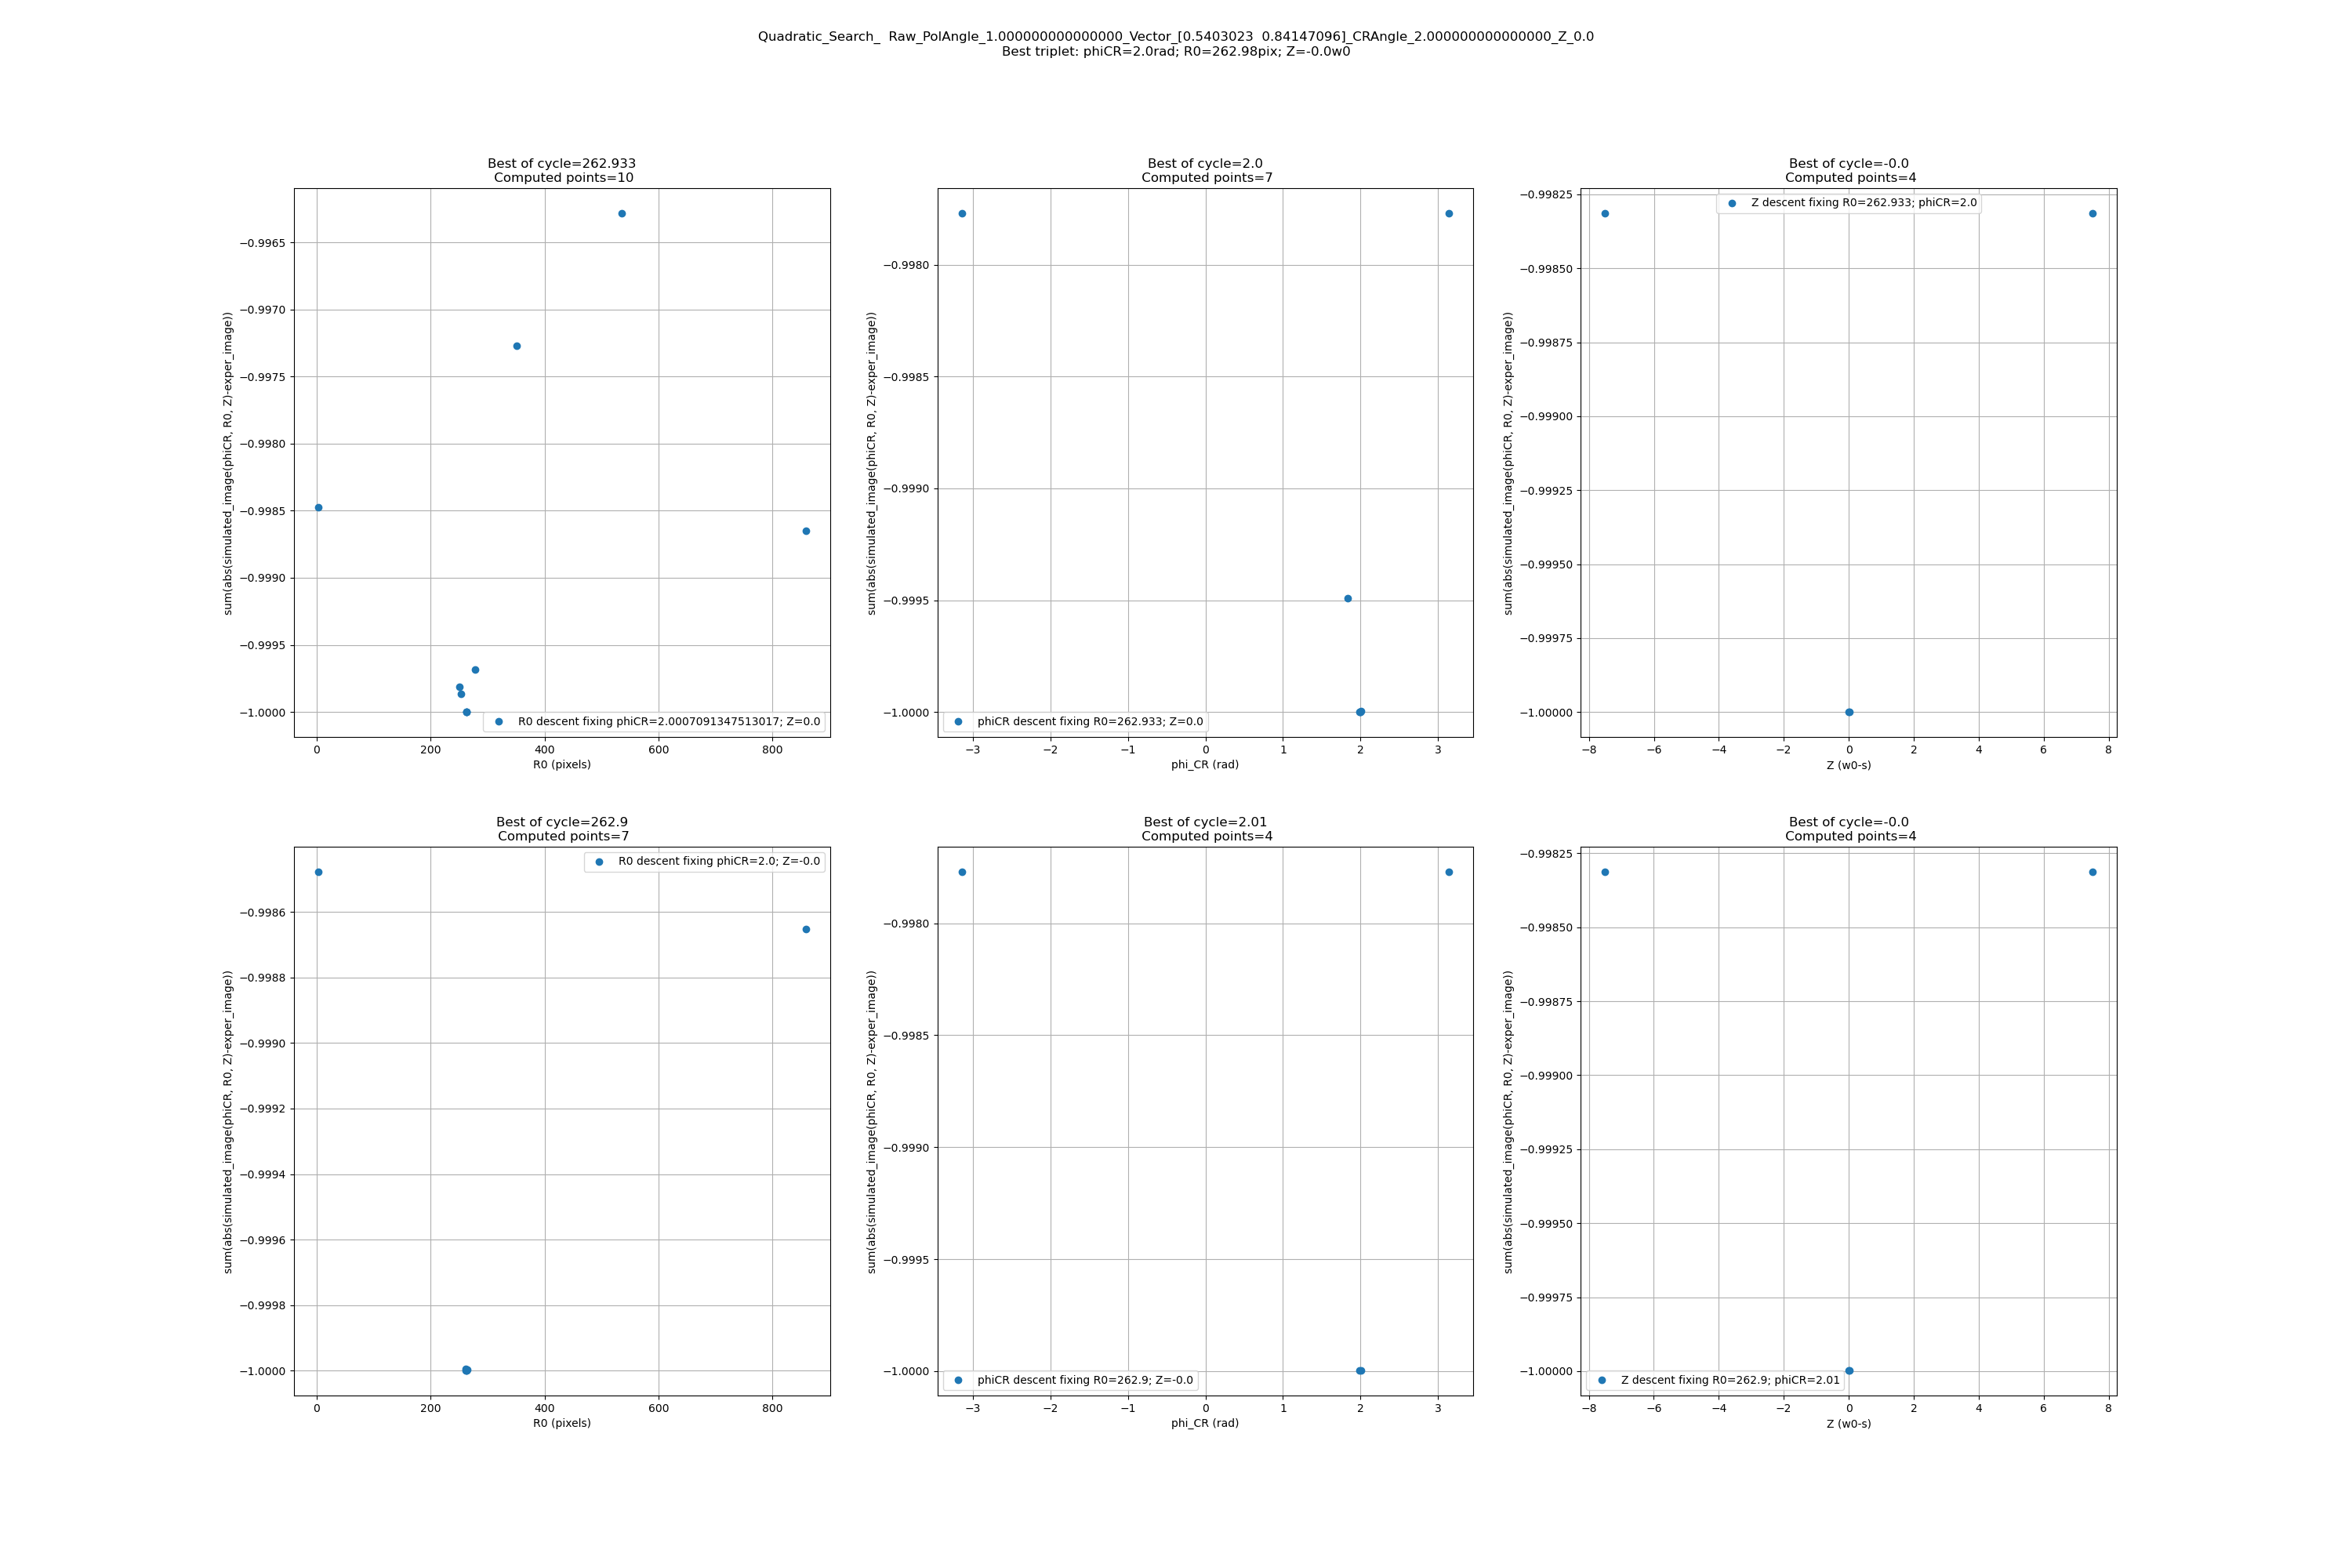 Quadratic_Search_  Raw_PolAngle_1.000000000000000_Vector_[0.5403023  0.84147096]_CRAngle_2.000000000000000_Z_0.0
Best triplet: phiCR=2.0rad; R0=262.98pix; Z=-0.0w0
Best of cycle=262.933
Computed points=10
−0.9965
−0.9970
−0.9975
−0.9980
−0.9985
−0.9990
−0.9995
−1.0000
sum(abs(simulated_image(phiCR, R0, Z)-exper_image))
R0 descent fixing phiCR=2.0007091347513017; Z=0.0
0 200 400 600 800
R0 (pixels)
Best of cycle=2.0
Computed points=7
−0.9980
−0.9985
−0.9990
−0.9995
−1.0000
sum(abs(simulated_image(phiCR, R0, Z)-exper_image))
phiCR descent fixing R0=262.933; Z=0.0
−3 −2 −1 0 1 2 3
phi_CR (rad)
Best of cycle=-0.0
Computed points=4
−0.99825
−0.99850
−0.99875
−0.99900
−0.99925
−0.99950
−0.99975
−1.00000
sum(abs(simulated_image(phiCR, R0, Z)-exper_image))
Z descent fixing R0=262.933; phiCR=2.0
−8 −6 −4 −2 0 2 4 6 8
Z (w0-s)
Best of cycle=262.9
Computed points=7
−0.9986
−0.9988
−0.9990
−0.9992
−0.9994
−0.9996
−0.9998
−1.0000
sum(abs(simulated_image(phiCR, R0, Z)-exper_image))
R0 descent fixing phiCR=2.0; Z=-0.0
0 200 400 600 800
R0 (pixels)
Best of cycle=2.01
Computed points=4
−0.9980
−0.9985
−0.9990
−0.9995
−1.0000
sum(abs(simulated_image(phiCR, R0, Z)-exper_image))
phiCR descent fixing R0=262.9; Z=-0.0
−3 −2 −1 0 1 2 3
phi_CR (rad)
Best of cycle=-0.0
Computed points=4
−0.99825
−0.99850
−0.99875
−0.99900
−0.99925
−0.99950
−0.99975
−1.00000
sum(abs(simulated_image(phiCR, R0, Z)-exper_image))
Z descent fixing R0=262.9; phiCR=2.01
−8 −6 −4 −2 0 2 4 6 8
Z (w0-s)